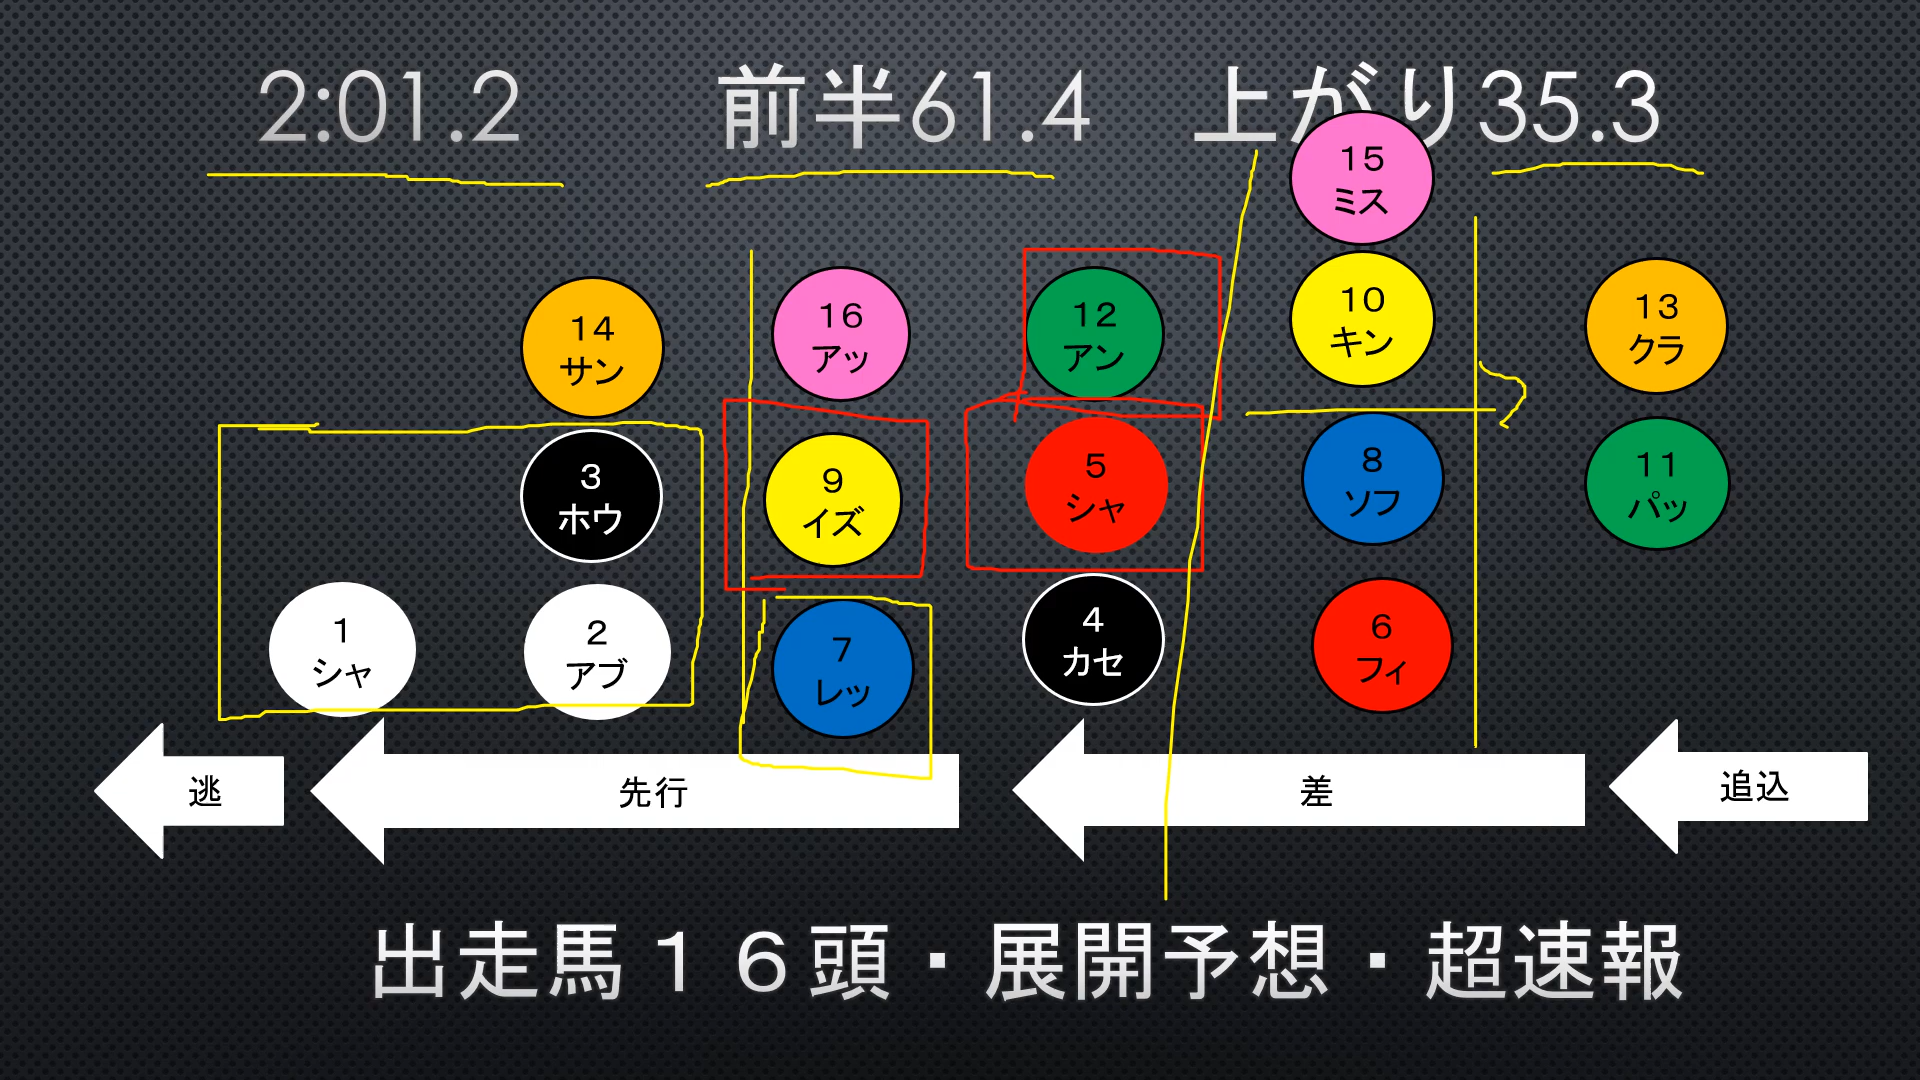 2:01.2 前半61.4 上がり35.3
15
ミス
14
サン
16
アッ
12
アン
10
キン
13
クラ
3
ホウ
9
イズ
5
シャ
8
ソフ
11
パッ
1
シャ
2
アブ
7
レッ
4
カセ
6
フィ
逃 先行 差 追込
出走馬１６頭・展開予想・超速報